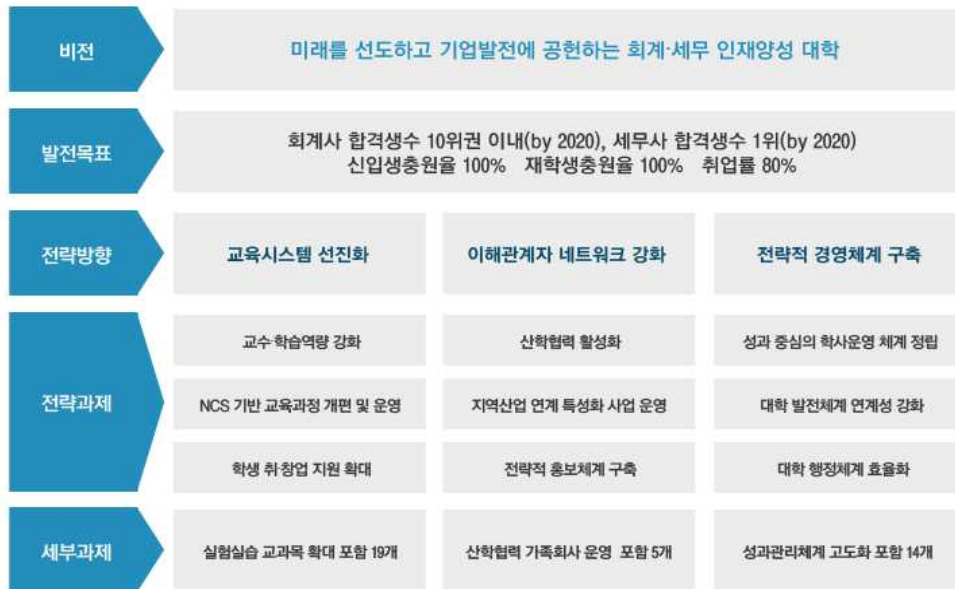 비전
미래를 선도하고 기업발전에 공헌하는 회계·세무 인재양성 대학
발전목표
회계사 합격생수 10위권 이내(by 2020), 세무사 합격생수 1위(by 2020)
신입생충원율 100% 재학생충원율 100% 취업률 80%
전략방향
교육시스템 선진화
이해관계자 네트워크 강화
전략적 경영체계 구축
전략과제
교수·학습역량 강화
산학협력 활성화
성과 중심의 학사운영 체계 정립
NCS 기반 교육과정 개편 및 운영
지역산업 연계 특성화 사업 운영
대학 발전체계 연계성 강화
학생 취·창업 지원 확대
전략적 홍보체계 구축
대학 행정체계 효율화
세부과제
실험실습 교과목 확대 포함 19개
산학협력 가족회사 운영 포함 5개
성과관리체계 고도화 포함 14개